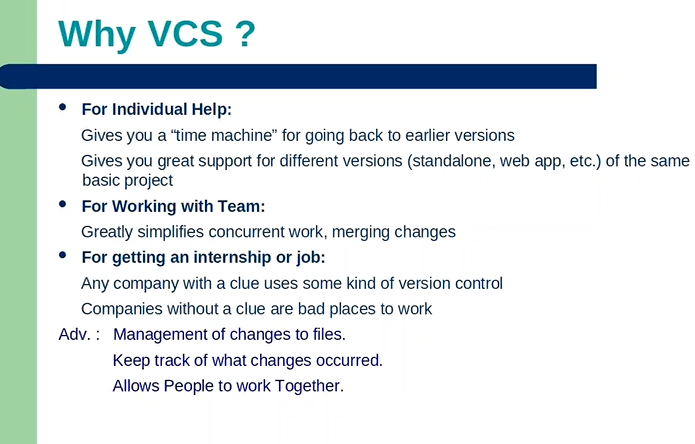 Why VCS ?
• For Individual Help:
Gives you a “time machine” for going back to earlier versions
Gives you great support for different versions (standalone, web app, etc.) of the same
basic project
• For Working with Team:
Greatly simplifies concurrent work, merging changes
• For getting an internship or job:
Any company with a clue uses some kind of version control
Companies without a clue are bad places to work
Adv. : Management of changes to files.
Keep track of what changes occurred.
Allows People to work Together.